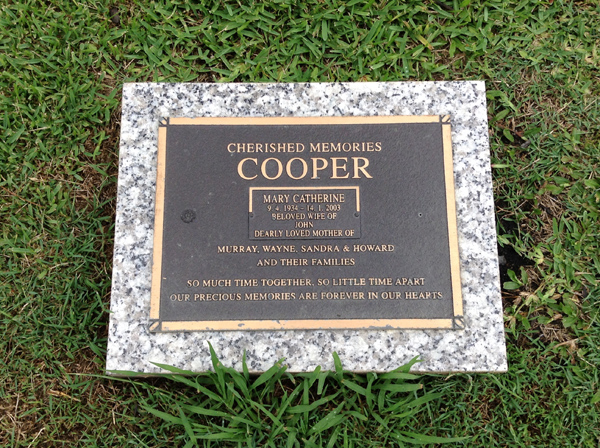 CHERISHED MEMORIES
COOPER
MARY CATHERINE
9. 4. 1934 - 14. 1. 2003
BELOVED WIFE OF
JOHN
DEARLY LOVED MOTHER OF
MURRAY, WAYNE, SANDRA & HOWARD
AND THEIR FAMILIES
SO MUCH TIME TOGETHER, SO LITTLE TIME APART
OUR PRECIOUS MEMORIES ARE FOREVER IN OUR HEARTS